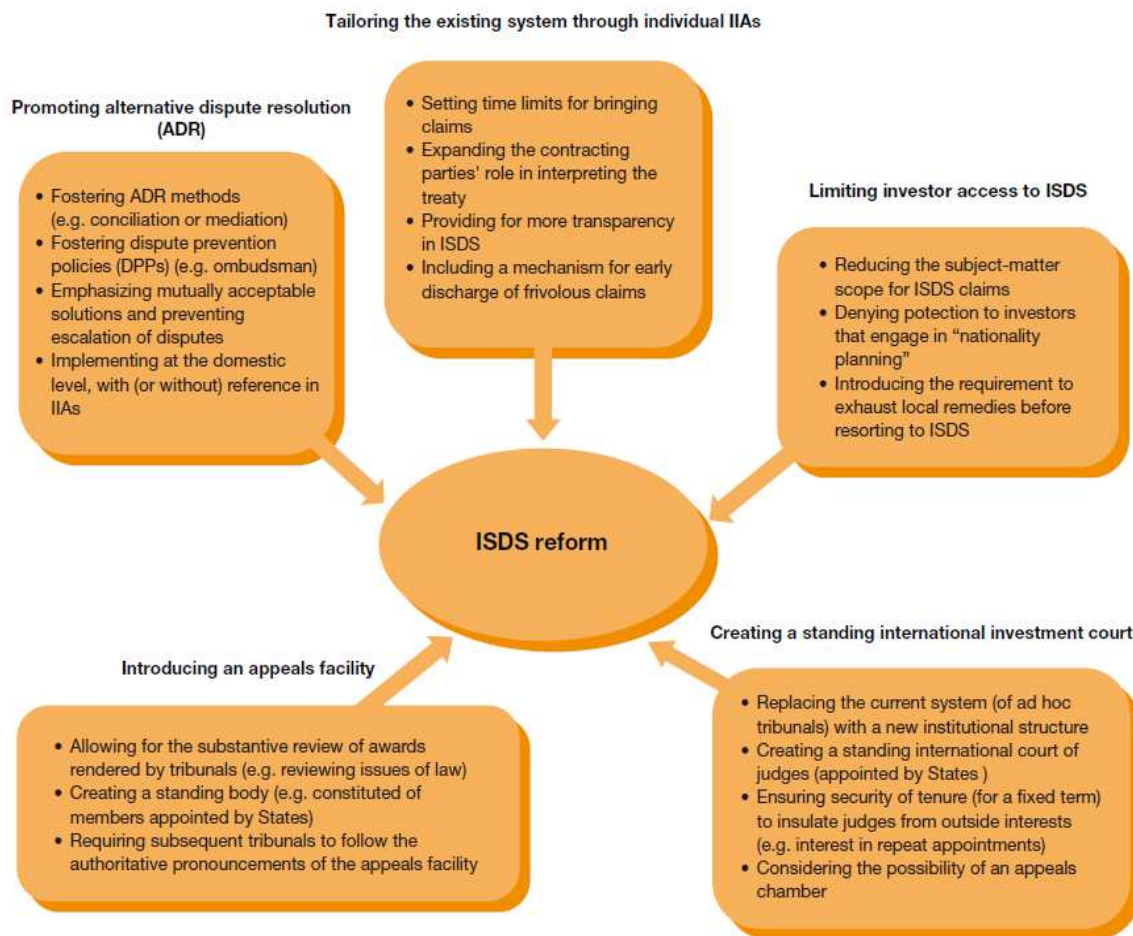 Tailoring the existing system through individual IIAs
• Setting time limits for bringing
claims
• Expanding the contracting
parties' role in interpreting the
treaty
• Providing for more transparency
in ISDS
• Including a mechanism for early
discharge of frivolous claims
Promoting alternative dispute resolution
(ADR)
• Fostering ADR methods
(e.g. conciliation or mediation)
• Fostering dispute prevention
policies (DPPs) (e.g. ombudsman)
• Emphasizing mutually acceptable
solutions and preventing
escalation of disputes
• Implementing at the domestic
level, with (or without) reference in
IIAs
Limiting investor access to ISDS
• Reducing the subject-matter
scope for ISDS claims
• Denying potection to investors
that engage in “nationality
planning”
• Introducing the requirement to
exhaust local remedies before
resorting to ISDS
ISDS reform
Introducing an appeals facility
• Allowing for the substantive review of awards
rendered by tribunals (e.g. reviewing issues of law)
• Creating a standing body (e.g. constituted of
members appointed by States)
• Requiring subsequent tribunals to follow the
authoritative pronouncements of the appeals facility
Creating a standing international investment court
• Replacing the current system (of ad hoc
tribunals) with a new institutional structure
• Creating a standing international court of
judges (appointed by States )
• Ensuring security of tenure (for a fixed term)
to insulate judges from outside interests
(e.g. interest in repeat appointments)
• Considering the possibility of an appeals
chamber